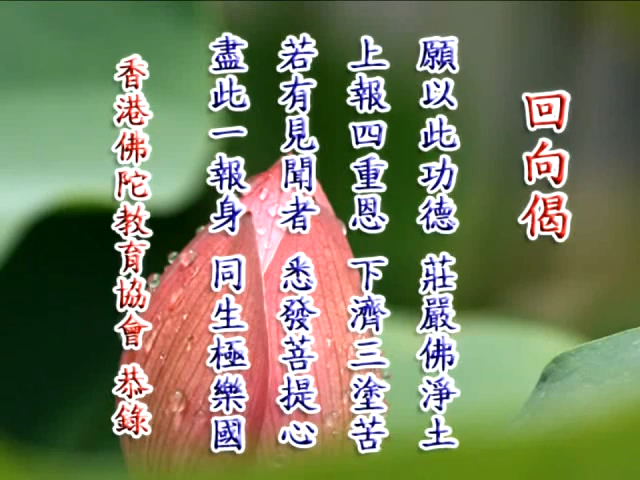 回向偈
願以此功德 莊嚴佛淨土
上報四重恩 下濟三塗苦
若有見聞者 悉發菩提心
盡此一報身 同生極樂國
香港佛陀教育協會 恭錄